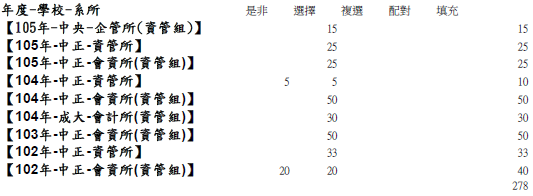 年度-學校-系所 是非 選擇 複選 配對 填充
【105年-中央-企管所(資管組)】 15 15
【105年-中正-資管所】 25 25
【105年-中正-會資所(資管組)】 25 25
【104年-中正-資管所】 5 5 10
【104年-中正-會資所(資管組)】 50 50
【104年-成大-會計所(資管組)】 30 30
【103年-中正-會資所(資管組)】 50 50
【102年-中正-資管所】 33 33
【102年-中正-會資所(資管組)】 20 20 40
278